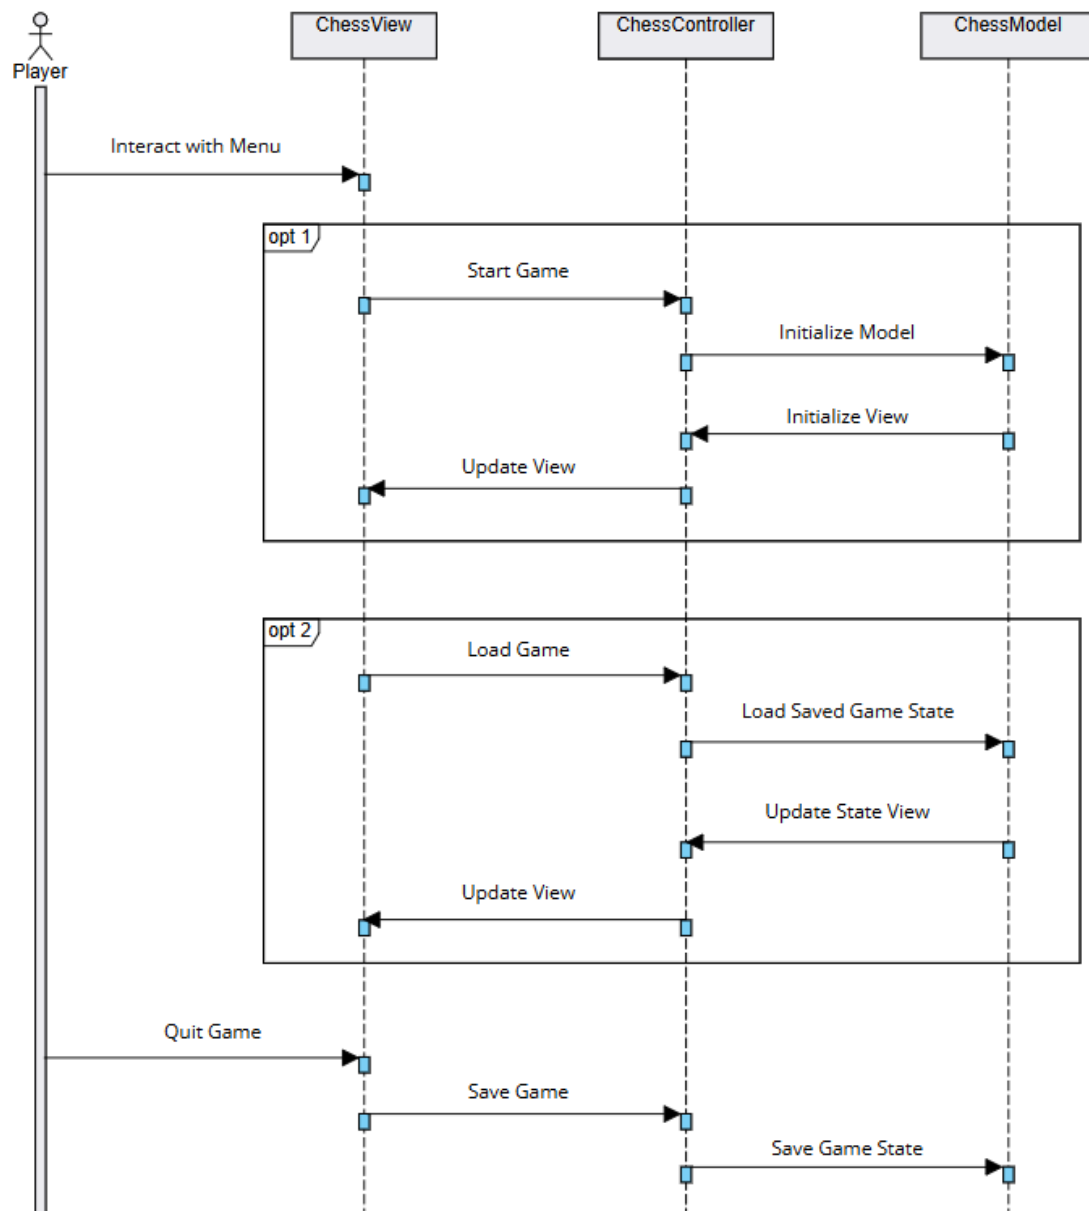 ChessView
ChessController
ChessModel
Player
Interact with Menu
opt 1
Start Game
Initialize Model
Initialize View
Update View
opt 2
Load Game
Load Saved Game State
Update State View
Update View
Quit Game
Save Game
Save Game State